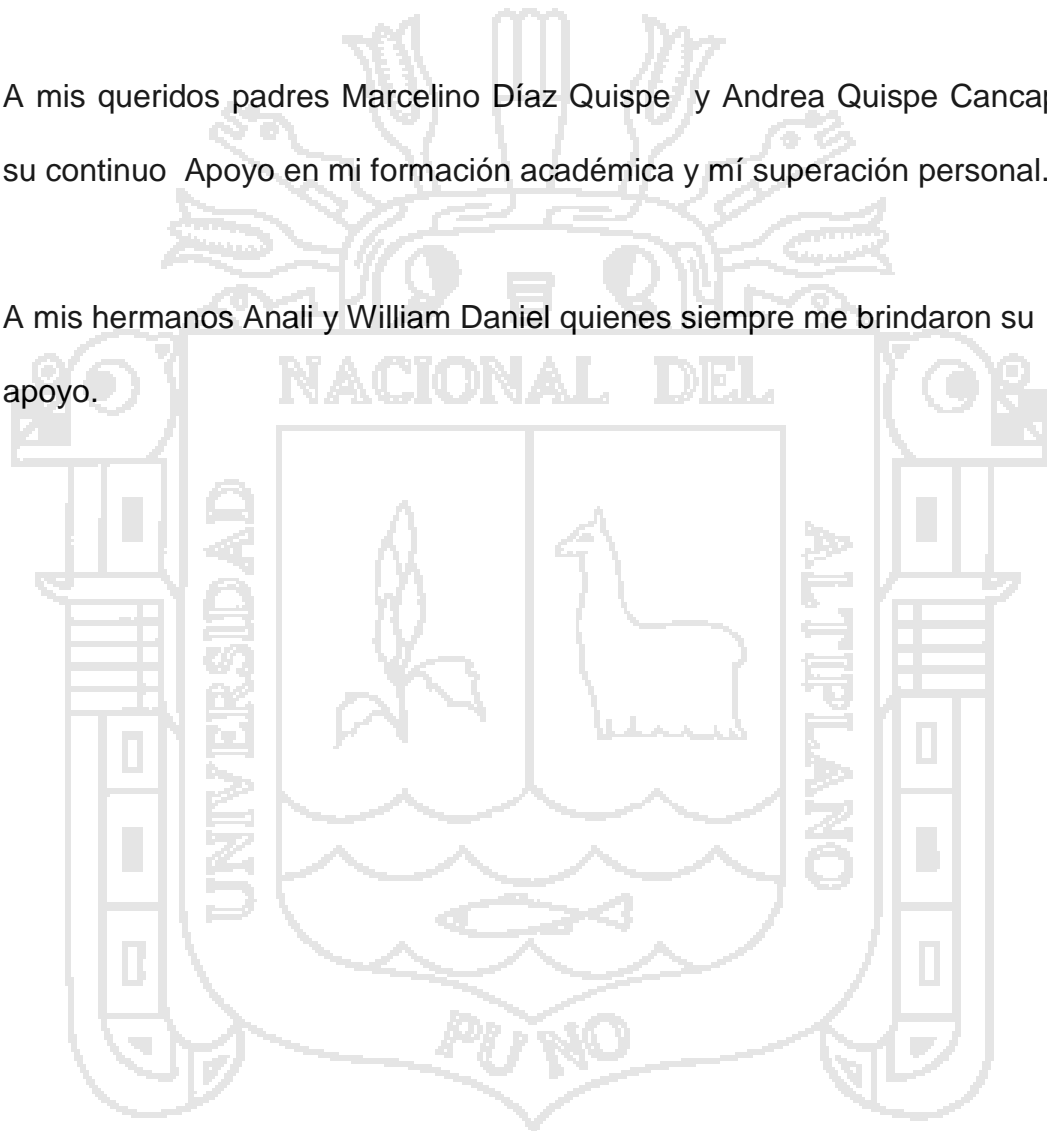 A mis queridos padres Marcelino Díaz Quispe y Andrea Quispe
su continuo Apoyo en mi formación académica y mí superación personal.
A mis hermanos Anali y William Daniel quienes siempre me brindaron su
apoyo.
NACIONAL DEL
UNIVERSIDAD
ALTIPLANO
PUNO